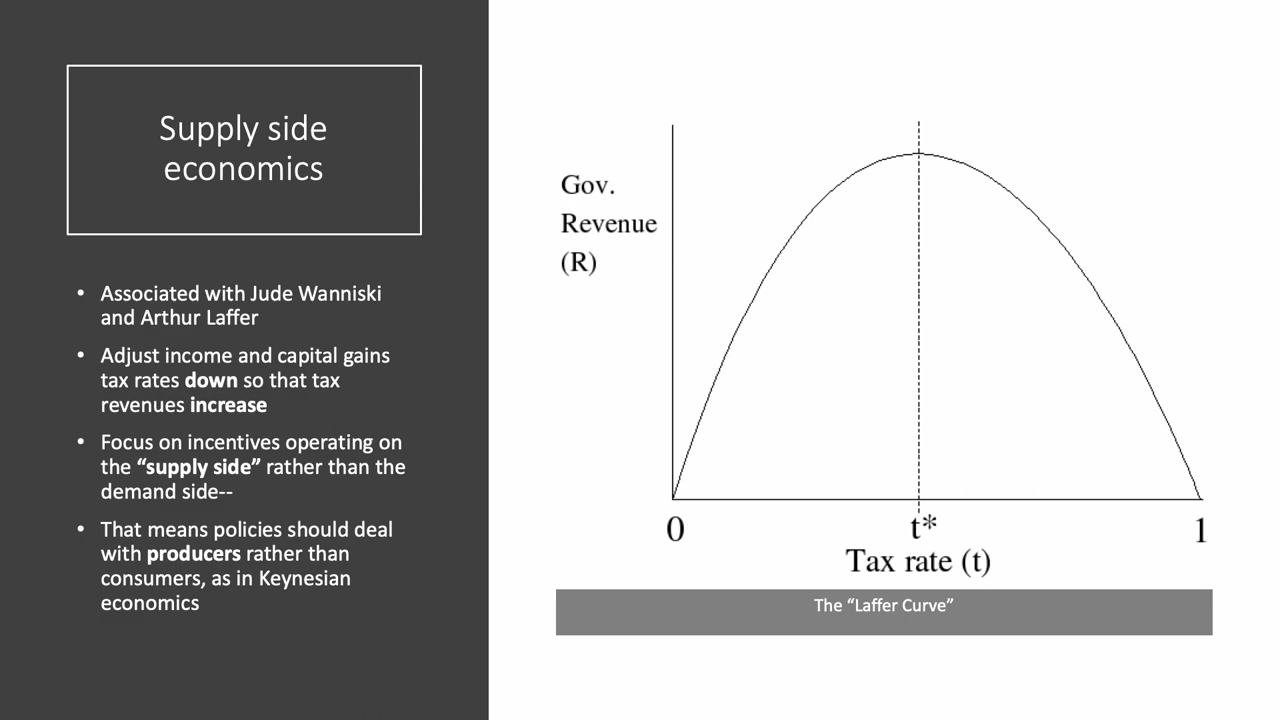 Supply side
economics
• Associated with Jude Wanniski
and Arthur Laffer
• Adjust income and capital gains
tax rates down so that tax
revenues increase
• Focus on incentives operating on
the “supply side” rather than the
demand side--
• That means policies should deal
with producers rather than
consumers, as in Keynesian
economics
Gov.
Revenue
(R)
0
t*
1
Tax rate (t)
The “Laffer Curve”